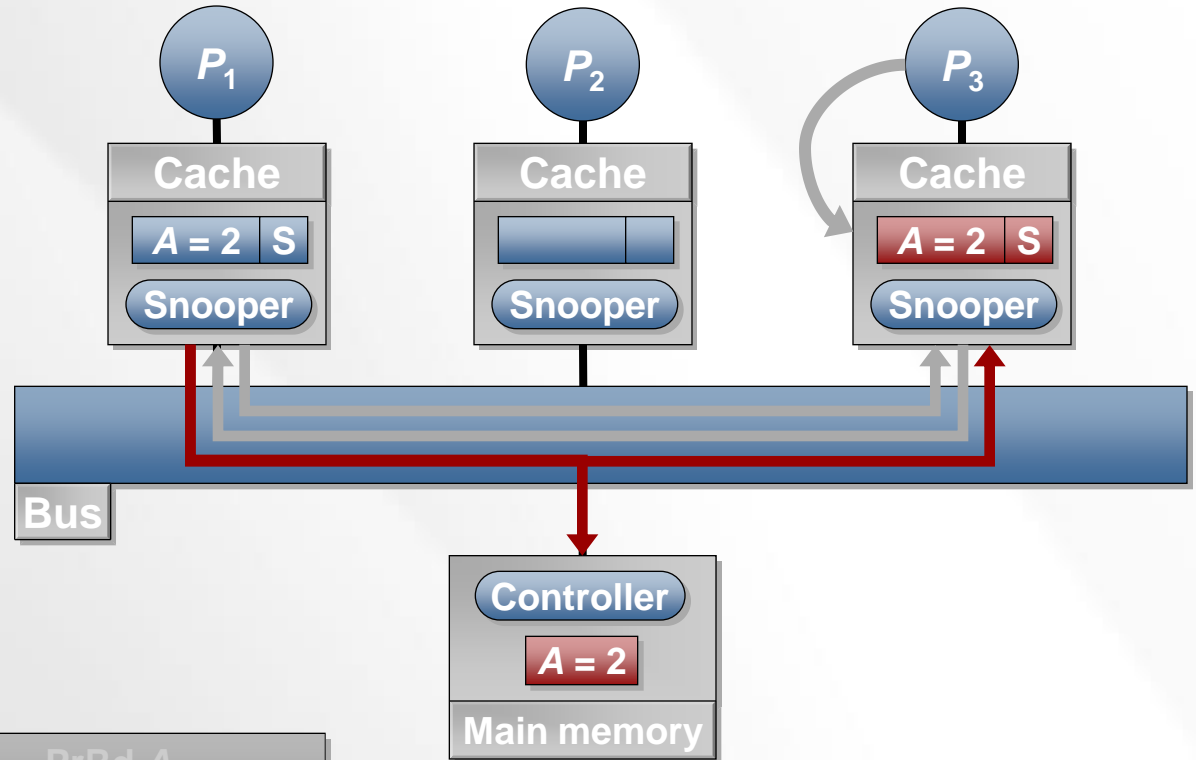 P1
P2
P3
Cache
Cache
Cache
A = 2 S
A = 2 S
Snooper
Snooper
Snooper
Bus
Controller
A = 2
Main memory